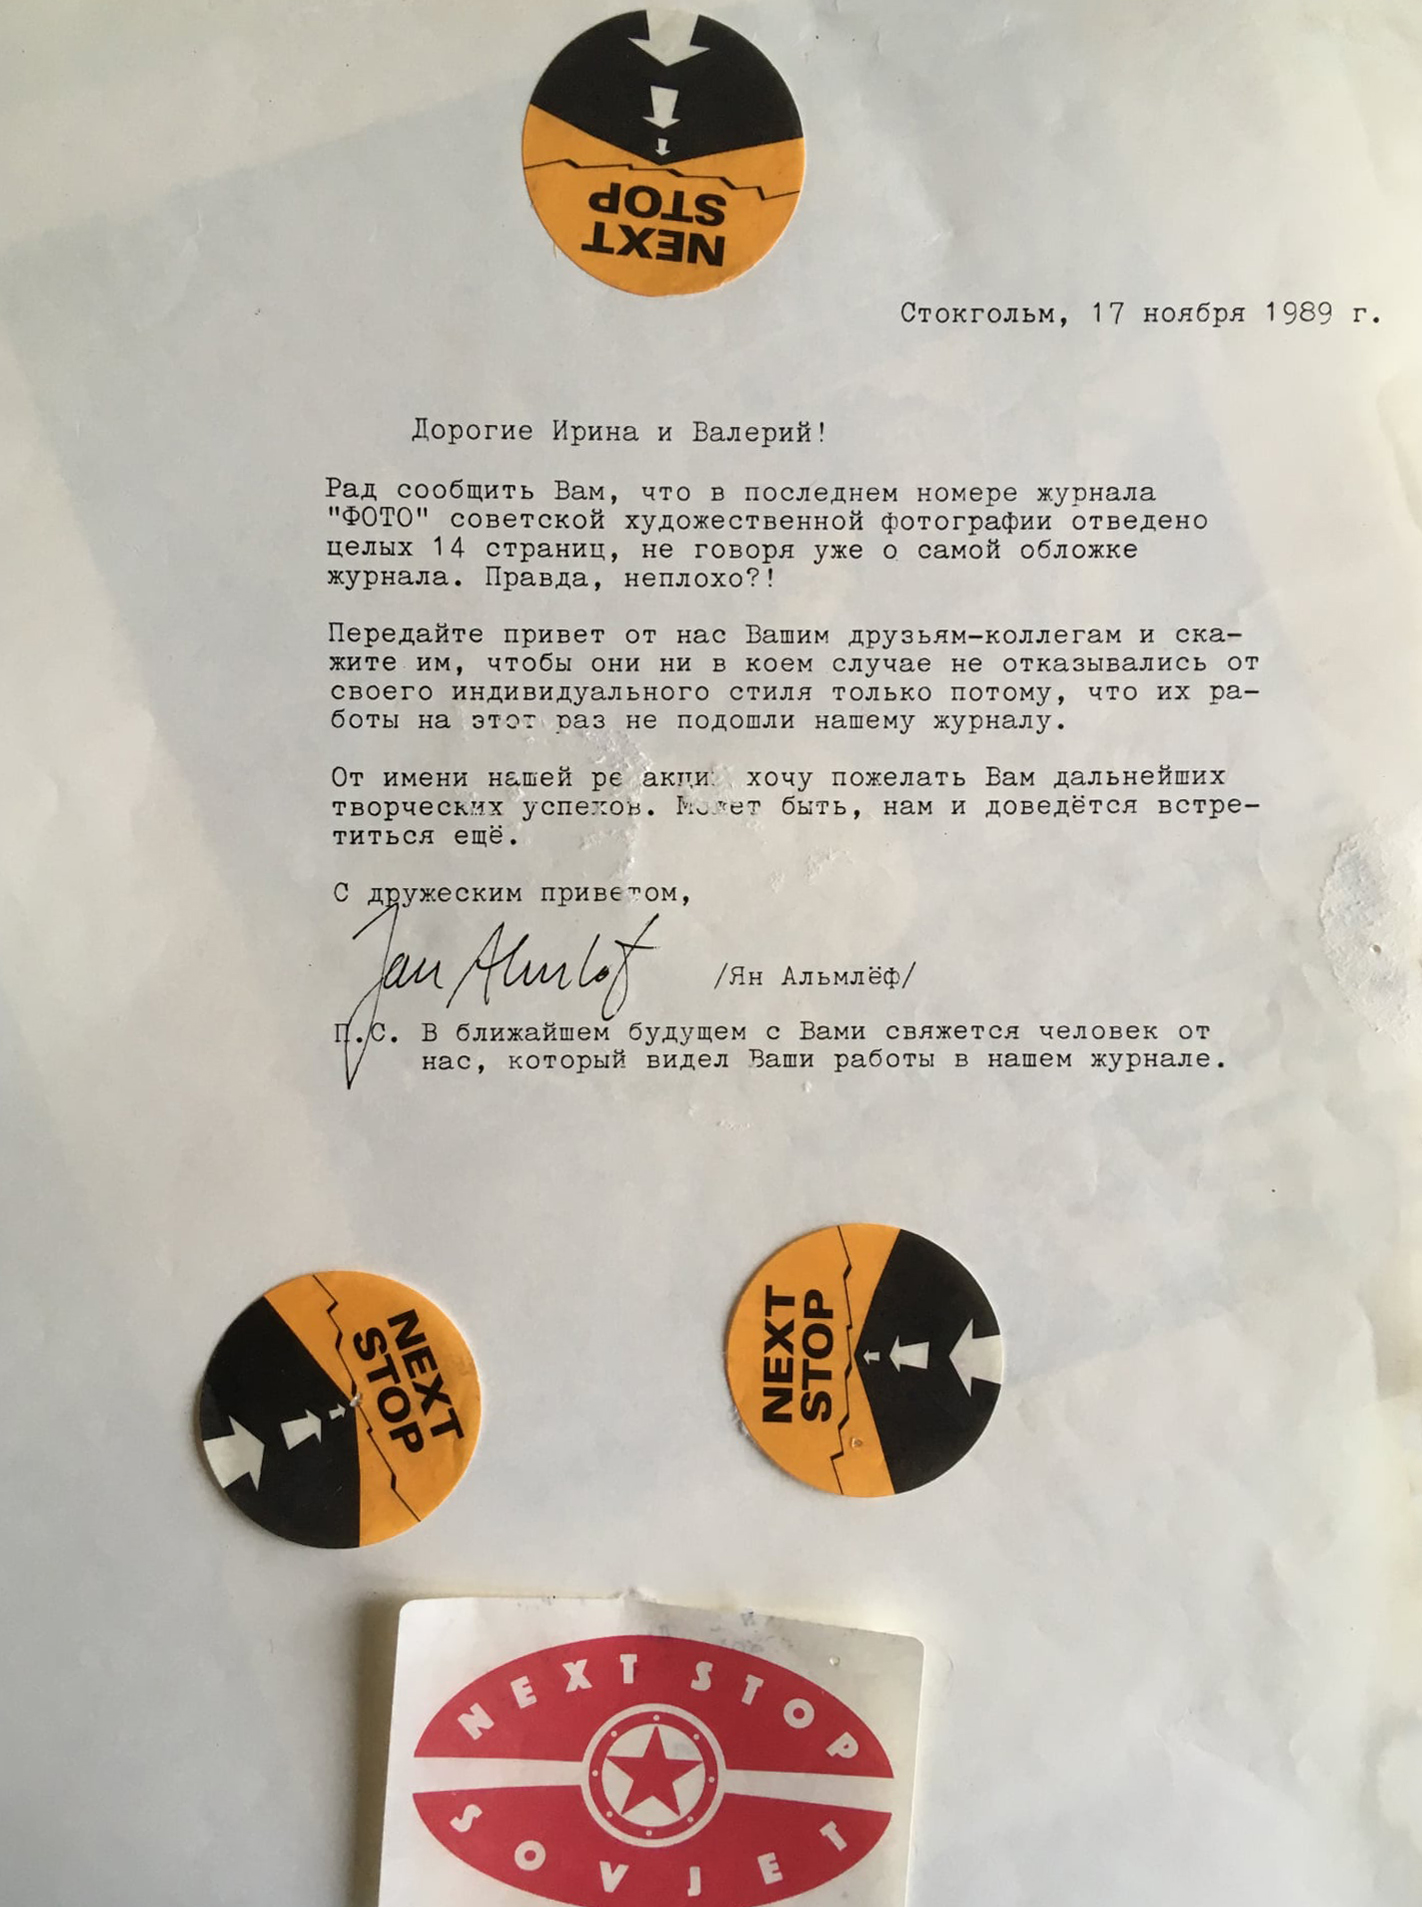 NEXT
STOP
Стокгольм, 17 ноября 1989 г.
Дорогие Ирина и Валерий!
Рад сообщить Вам, что в последнем номере журнала
"ФОТО" советской художественной фотографии отведено
целых 14 страниц, не говоря уже о самой обложке
журнала. Правда, неплохо?!
Передайте привет от нас Вашим друзьям-коллегам и ска-
жите им, чтобы они ни в коем случае не отказывались от
своего индивидуального стиля только потому, что их ра-
боты на этот раз не подошли нашему журналу.
От имени нашей редакции хочу пожелать Вам дальнейших
творческих успехов. Может быть, нам и доведётся встре-
титься ещё.
С дружеским приветом,
Jan Almlöf /Ян Альмлёф/
П.С. В ближайшем будущем с Вами свяжется человек от
нас, который видел Ваши работы в нашем журнале.
NEXT
STOP
NEXT
STOP
NEXT STOP
SOVJET